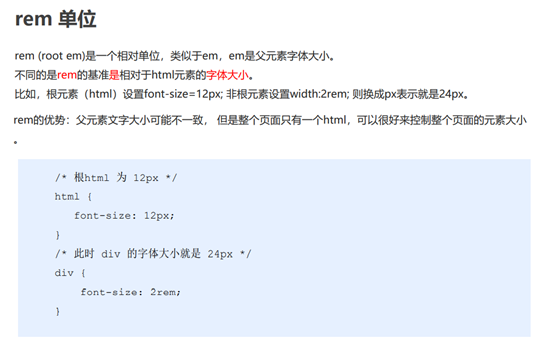 rem 单位
rem (root em)是一个相对单位，类似于em，em是父元素字体大小。
不同的是rem的基准是相对于html元素的字体大小。
比如，根元素（html）设置font-size=12px; 非根元素设置width:2rem; 则换成px表示就是24px。
rem的优势：父元素文字大小可能不一致， 但是整个页面只有一个html，可以很好来控制整个页面的元素大小
。
/* 根html 为 12px */
html {
   font-size: 12px;
}
/* 此时 div 的字体大小就是 24px */
div {
    font-size: 2rem;
}